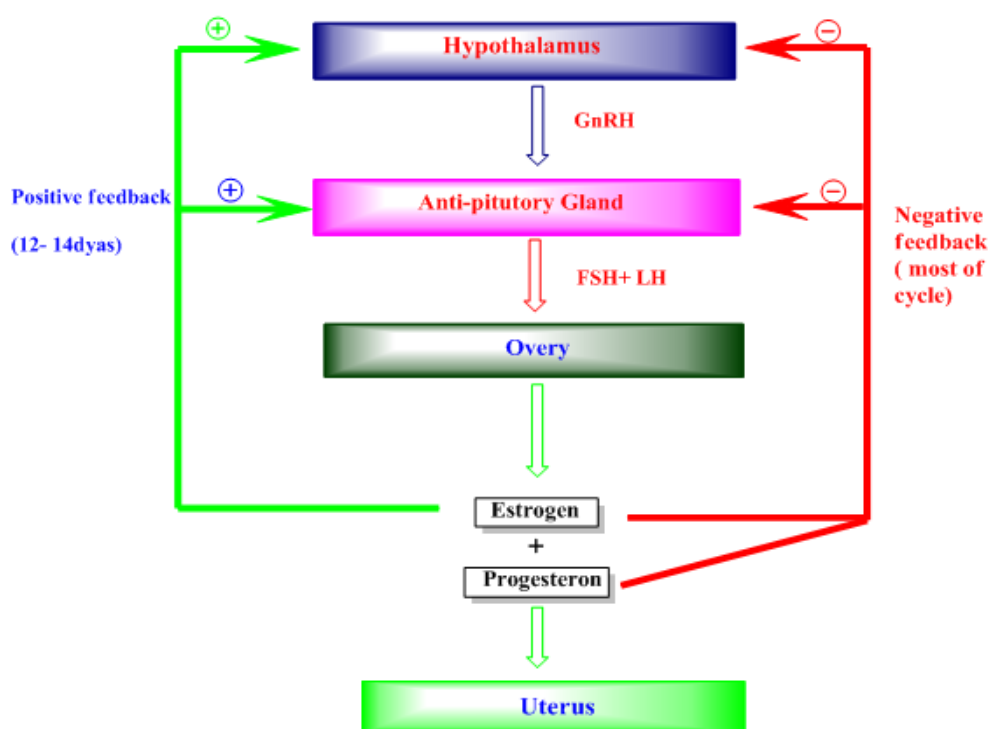 Hypothalamus
GnRH
Positive feedback
(12- 14dyas)
Anti-pitutory Gland
Negative
feedback
( most of
cycle)
FSH+ LH
Overy
Estrogen
+
Progesteron
Uterus